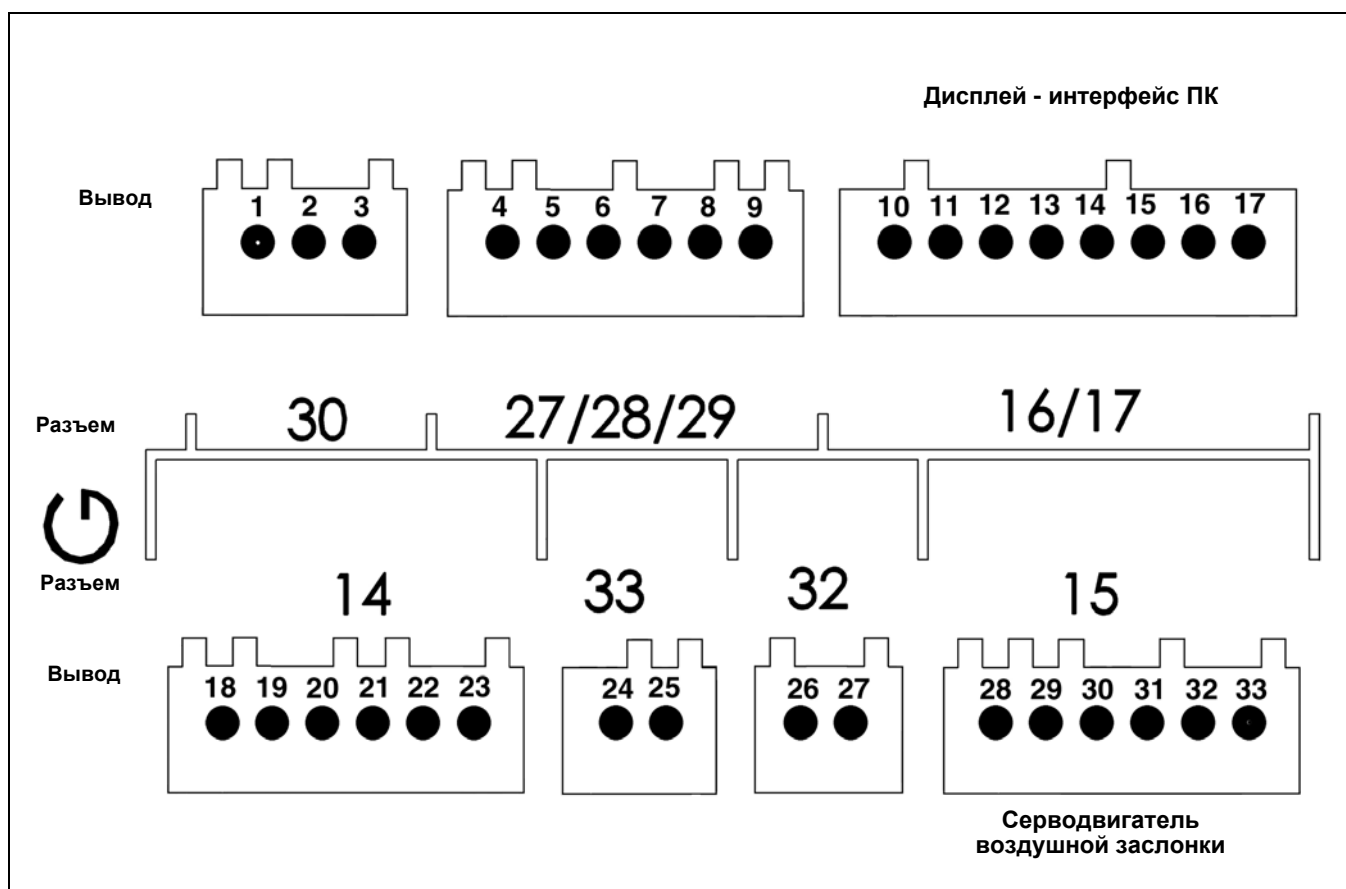 Дисплей - интерфейс ПК
Вывод
1 2 3 4 5 6 7 8 9 10 11 12 13 14 15 16 17
Разъем
30 27/28/29 16/17
Разъем
14 33 32 15
Вывод
18 19 20 21 22 23 24 25 26 27 28 29 30 31 32 33
Серводвигатель
воздушной заслонки